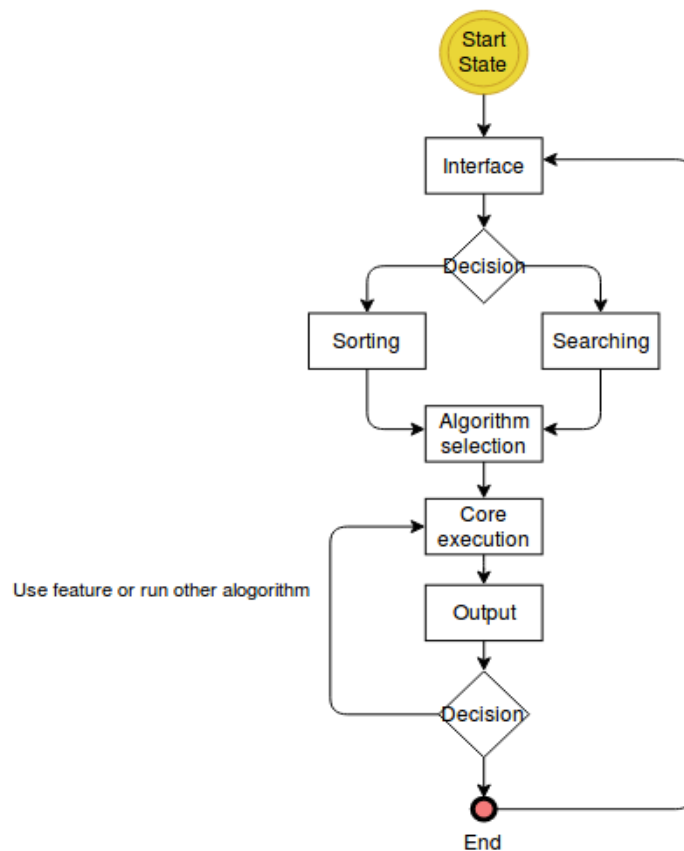 Start
State
Interface
Decision
Sorting
Searching
Algorithm
selection
Core
execution
Use feature or run other alogorithm
Output
Decision
End